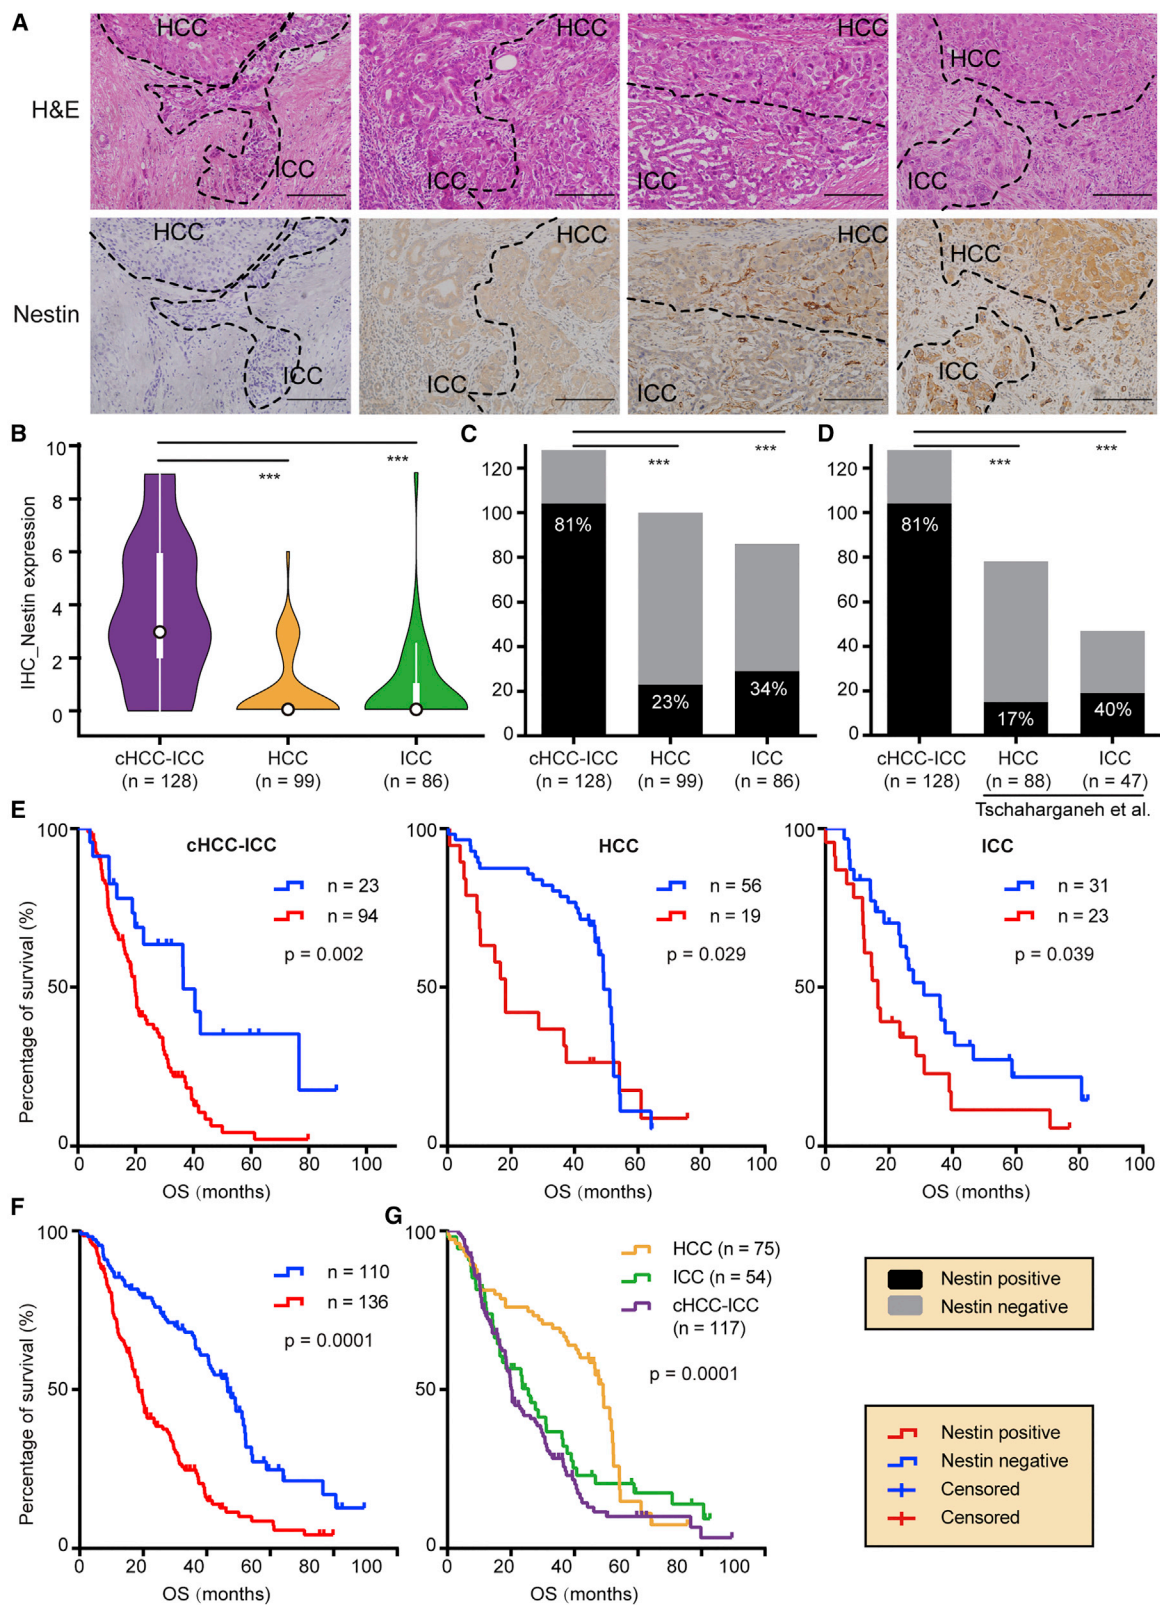 A
H&E
HCC
ICC
HCC
ICC
HCC
ICC
HCC
ICC
Nestin
HCC
ICC
HCC
ICC
HCC
ICC
HCC
ICC
B
IHC_Nestin expression
10
8
6
4
2
0
***
***
cHCC-ICC
(n = 128)
HCC
(n = 99)
ICC
(n = 86)
C
120
100
80
60
40
20
0
***
***
81%
23%
34%
cHCC-ICC
(n = 128)
HCC
(n = 99)
ICC
(n = 86)
D
120
100
80
60
40
20
0
***
***
81%
17%
40%
cHCC-ICC
(n = 128)
HCC
(n = 88)
ICC
(n = 47)
Tschaharganeh et al.
E
Percentage of survival (%)
100
50
0
cHCC-ICC
n = 23
n = 94
p = 0.002
0 20 40 60 80 100
OS (months)
100
50
0
HCC
n = 56
n = 19
p = 0.029
0 20 40 60 80 100
OS (months)
100
50
0
ICC
n = 31
n = 23
p = 0.039
0 20 40 60 80 100
OS (months)
F
Percentage of survival (%)
100
50
0
n = 110
n = 136
p = 0.0001
0 20 40 60 80 100
OS (months)
G
100
50
0
HCC (n = 75)
ICC (n = 54)
cHCC-ICC
(n = 117)
p = 0.0001
0 20 40 60 80 100
OS (months)
Nestin positive
Nestin negative
Nestin positive
Nestin negative
Censored
Censored